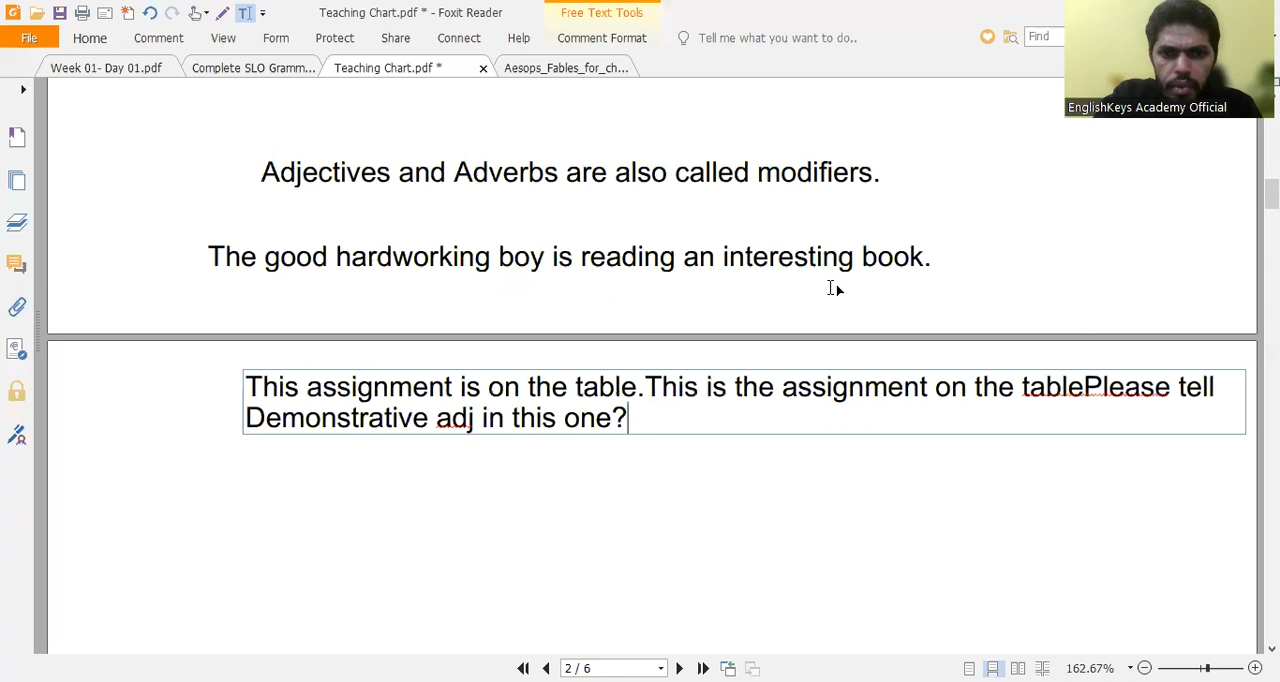 Teaching Chart.pdf * - Foxit Reader
Free Text Tools
File Home Comment View Form Protect Share Connect Help Comment Format Tell me what you want to do.. Find
Week 01- Day 01.pdf Complete SLO Gramm... Teaching Chart.pdf * Aesops_Fables_for_ch...
EnglishKeys Academy Official
Adjectives and Adverbs are also called modifiers.
The good hardworking boy is reading an interesting book.
This assignment is on the table.This is the assignment on the tablePlease tell
Demonstrative adj in this one?
2 / 6 162.67%